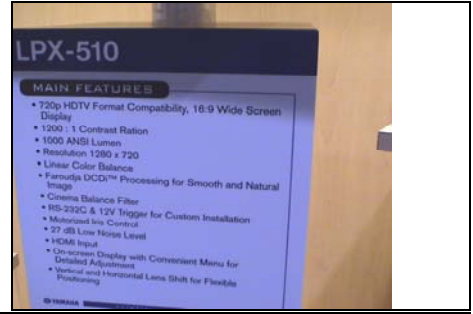 LPX-510
MAIN FEATURES
• 720p HDTV Format Compatibility, 16:9 Wide Screen
Display
• 1200 : 1 Contrast Ration
• 1000 ANSI Lumen
• Resolution 1280 x 720
• Linear Color Balance
• Faroudja DCDi™ Processing for Smooth and Natural
Image
• Cinema Balance Filter
• RS-232C & 12V Trigger for Custom Installation
• Motorized Iris Control
• 27 dB Low Noise Level
• HDMI Input
• On-screen Display with Convenient Menu for
Detailed Adjustment
• Vertical and Horizontal Lens Shift for Flexible
Positioning
YAMAHA